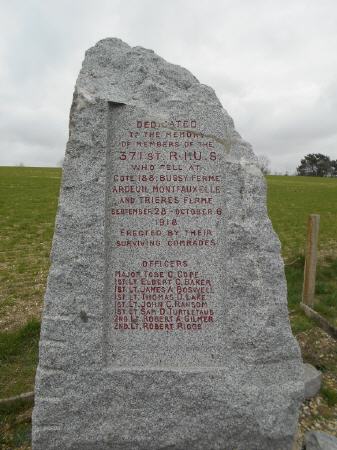 DEDICATED
TO THE MEMORY
OF MEMBERS OF THE
371ST. R.I.U.S.
WHO FELL AT
COTE 188, BUSSY FERME
ARDEUIL, MONTFAUXELLE
AND TRIERES FERME
SEPTEMBER 28 - OCTOBER 6
1918
ERECTED BY THEIR
SURVIVING COMRADES
OFFICERS
MAJOR TOBE C. COPE
1ST LT. ELBERT C. BAKER
1ST LT. JAMES A. BOSWELL
1ST LT. THOMAS D. LAKE
1ST LT. JOHN C. RANSOM
1ST LT. SAM D. TURTLETAUB
2ND. LT. ROBERT A. GILMER
2ND. LT. ROBERT RIGGS